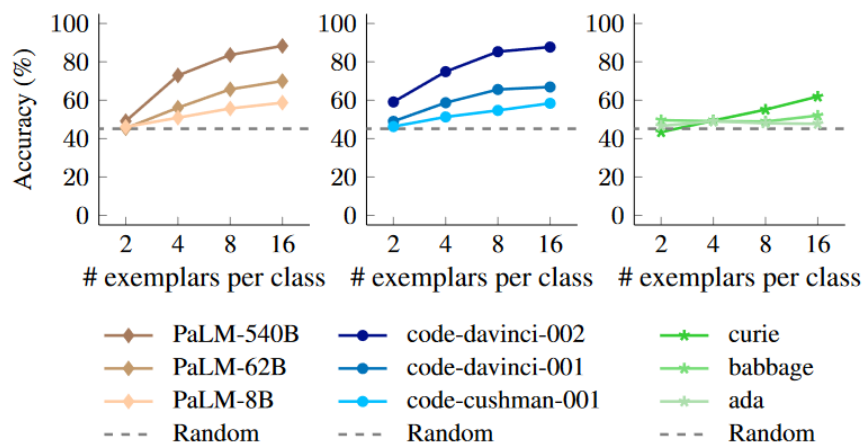 Accuracy (%)
100
80
60
40
20
0
2 4 8 16
# exemplars per class
100
80
60
40
20
0
2 4 8 16
# exemplars per class
100
80
60
40
20
0
2 4 8 16
# exemplars per class
PaLM-540B
PaLM-62B
PaLM-8B
Random
code-davinci-002
code-davinci-001
code-cushman-001
Random
curie
babbage
ada
Random